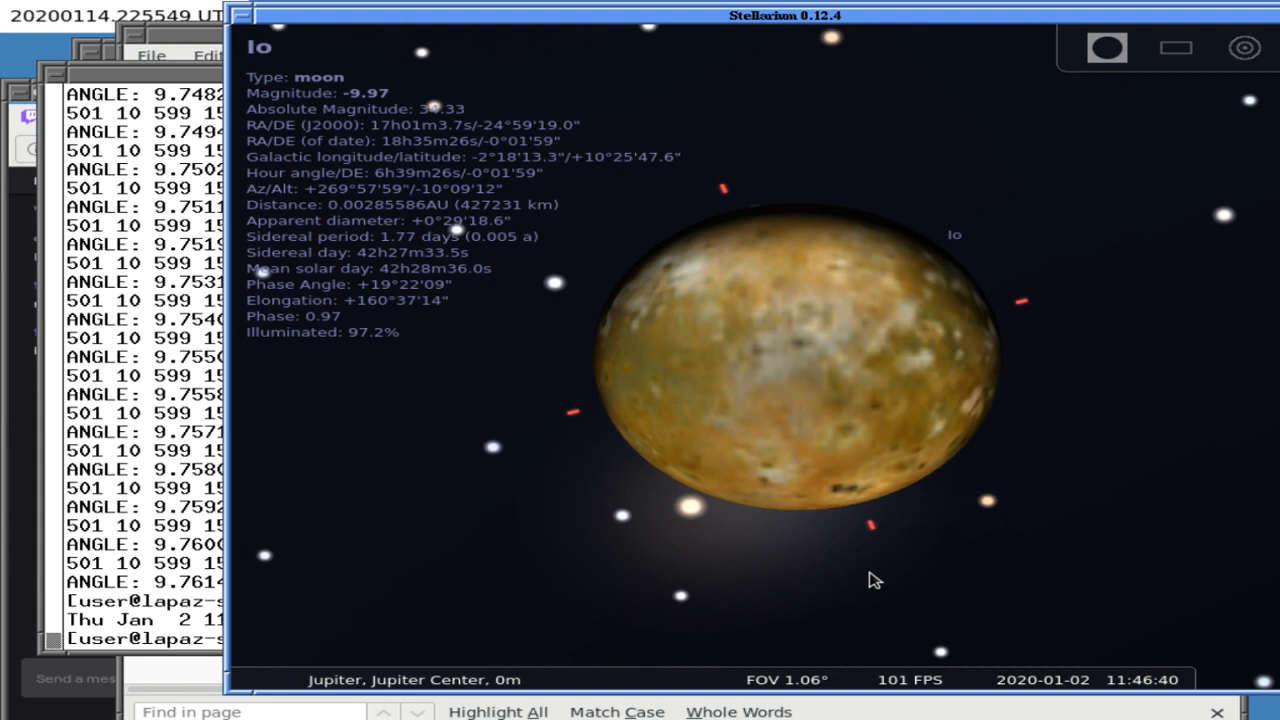 20200114.225549 UT
Stellarium 0.12.4
File Edit
ANGLE: 9.7482
501 10 599 15
ANGLE: 9.7494
501 10 599 15
ANGLE: 9.7502
501 10 599 15
ANGLE: 9.7511
501 10 599 15
ANGLE: 9.7519
501 10 599 15
ANGLE: 9.7531
501 10 599 15
ANGLE: 9.7540
501 10 599 15
ANGLE: 9.7550
501 10 599 15
ANGLE: 9.7558
501 10 599 15
ANGLE: 9.7571
501 10 599 15
ANGLE: 9.7580
501 10 599 15
ANGLE: 9.7592
501 10 599 15
ANGLE: 9.7600
501 10 599 15
ANGLE: 9.7614
[user@lapaz-s
Thu Jan  2 11
[user@lapaz-s
Send a mes
Io
Type: moon
Magnitude: -9.97
Absolute Magnitude: 34.33
RA/DE (J2000): 17h01m3.7s/-24°59'19.0"
RA/DE (of date): 18h35m26s/-0°01'59"
Galactic longitude/latitude: -2°18'13.3"/+10°25'47.6"
Hour angle/DE: 6h39m26s/-0°01'59"
Az/Alt: +269°57'59"/-10°09'12"
Distance: 0.00285586AU (427231 km)
Apparent diameter: +0°29'18.6"
Sidereal period: 1.77 days (0.005 a)
Sidereal day: 42h27m33.5s
Mean solar day: 42h28m36.0s
Phase Angle: +19°22'09"
Elongation: +160°37'14"
Phase: 0.97
Illuminated: 97.2%
Io
Jupiter, Jupiter Center, 0m FOV 1.06° 101 FPS 2020-01-02 11:46:40
Find in page Highlight All Match Case Whole Words